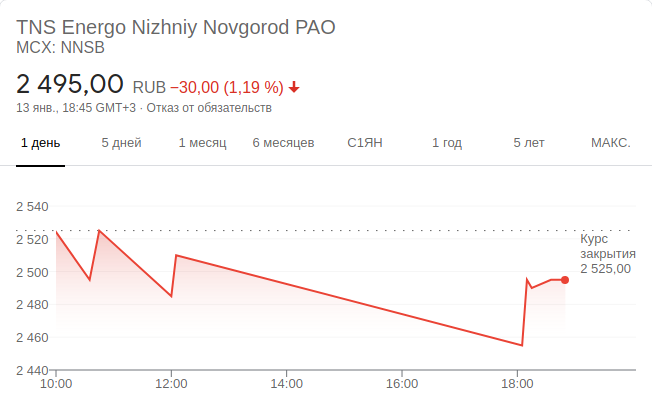 TNS Energo Nizhniy Novgorod PAO
MCX: NNSB
2 495,00 RUB −30,00 (1,19 %)
13 янв., 18:45 GMT+3 · Отказ от обязательств
1 день 5 дней 1 месяц 6 месяцев С1ЯН 1 год 5 лет МАКС.
2 540
2 520
2 500
2 480
2 460
2 440
Курс
закрытия
2 525,00
10:00 12:00 14:00 16:00 18:00